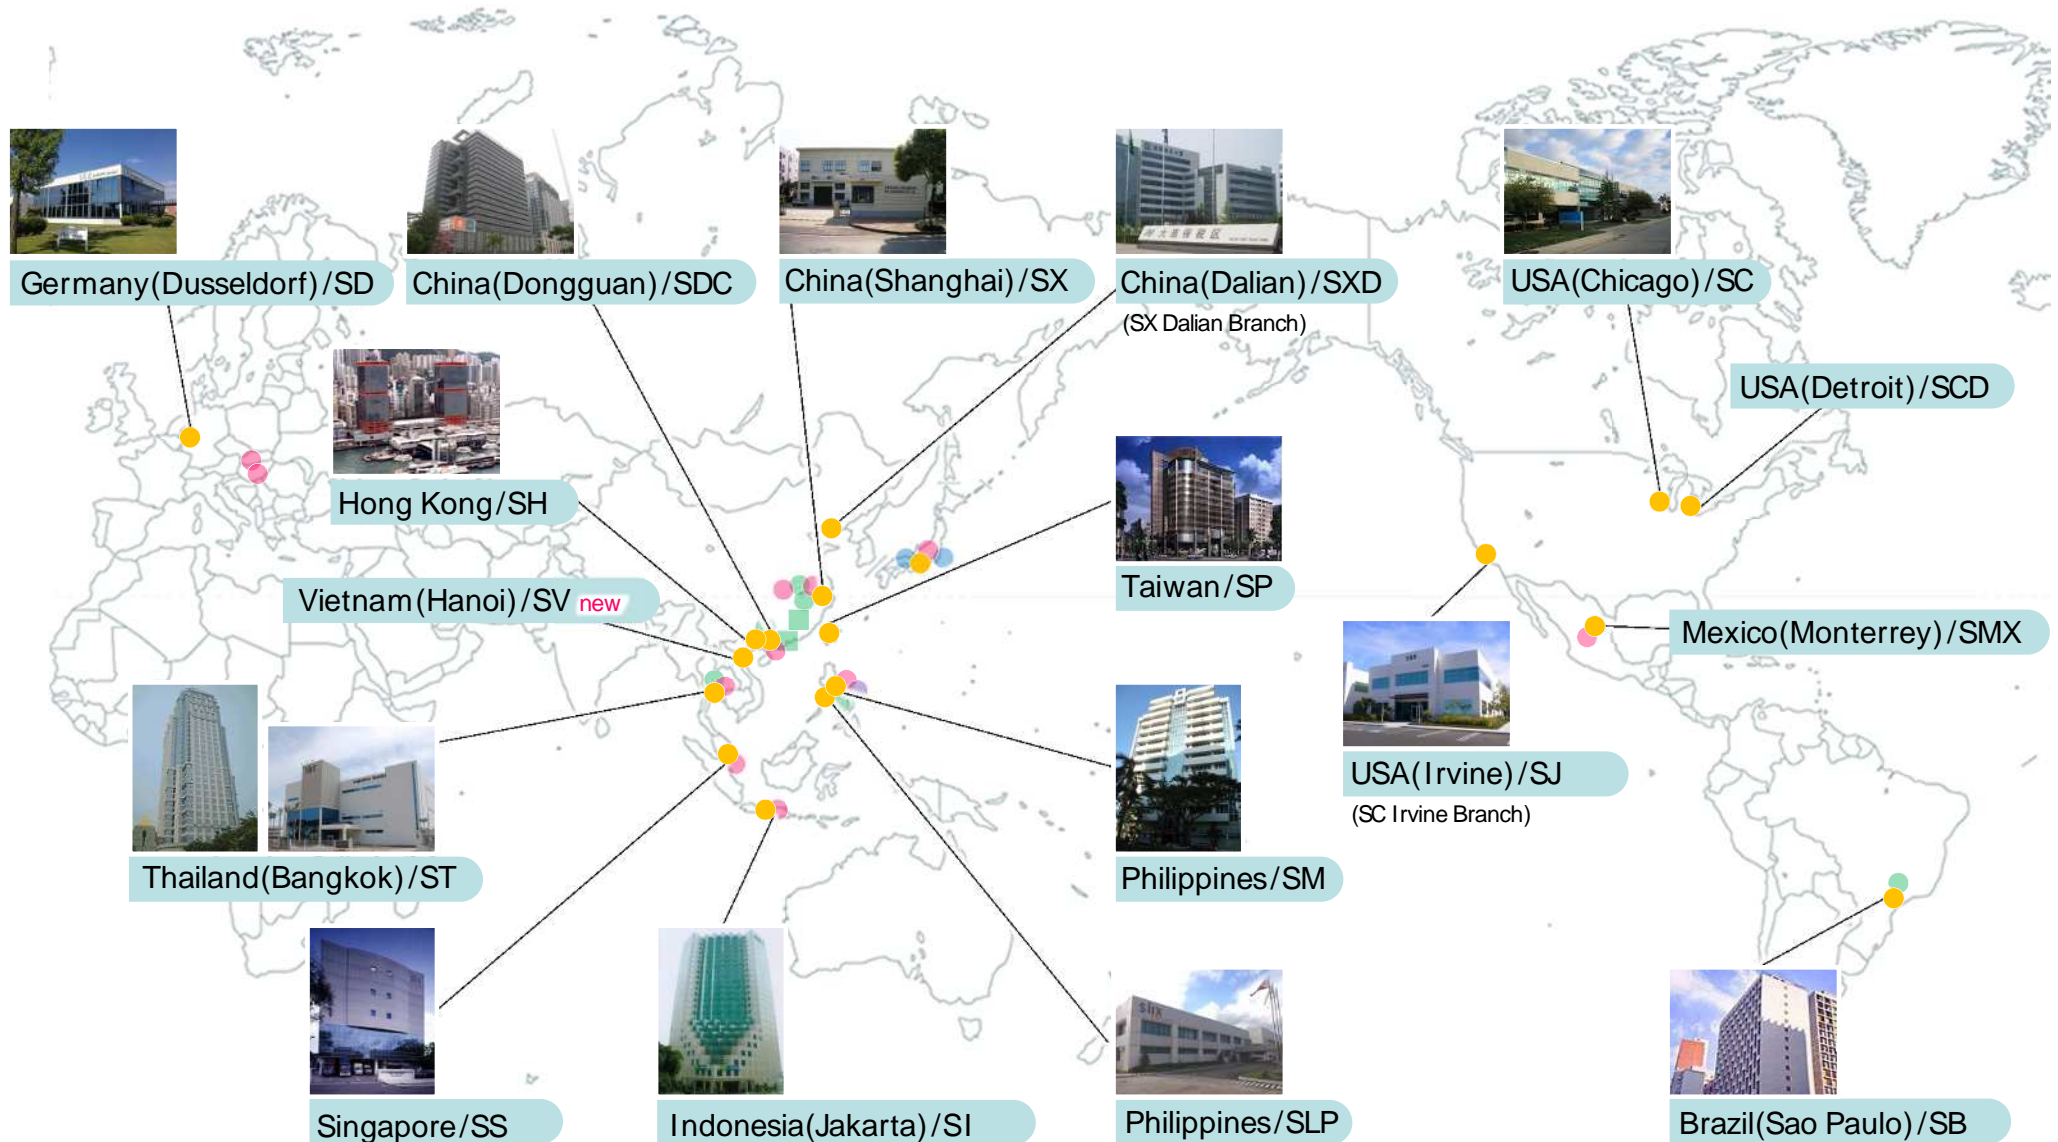 Germany(Dusseldorf)/SD
China(Dongguan)/SDC
China(Shanghai)/SX
China(Dalian)/SXD
(SX Dalian Branch)
USA(Chicago)/SC
USA(Detroit)/SCD
Hong Kong/SH
Taiwan/SP
Vietnam(Hanoi)/SV new
Mexico(Monterrey)/SMX
USA(Irvine)/SJ
(SC Irvine Branch)
Thailand(Bangkok)/ST
Philippines/SM
siix
Singapore/SS
Indonesia(Jakarta)/SI
Philippines/SLP
Brazil(Sao Paulo)/SB